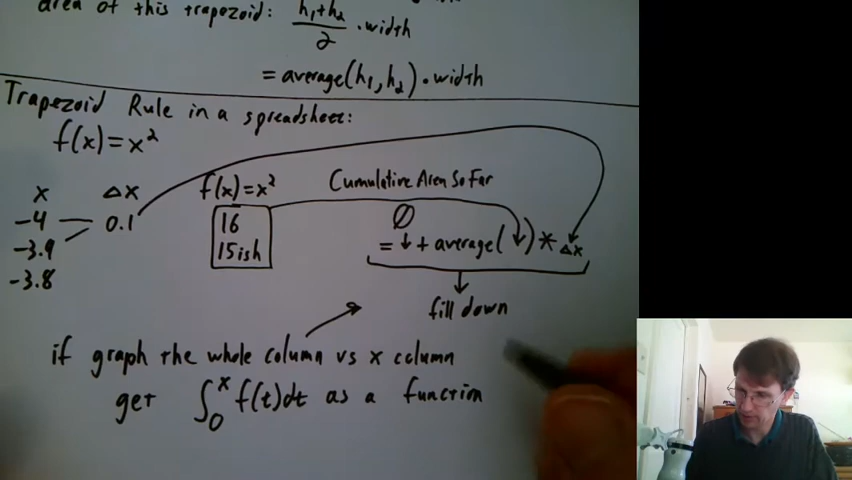 area of this trapezoid: h₁+h₂/2 · width
= average(h₁,h₂) · width
Trapezoid Rule in a spreadsheet:
f(x)=x²
x Δx f(x)=x² Cumulative Area So Far
-4 0.1 16 Ø
-3.9 15ish = ↓ + average(↓) * Δx
-3.8
fill down
if graph the whole column vs x column
get ∫₀ˣ f(t)dt as a function